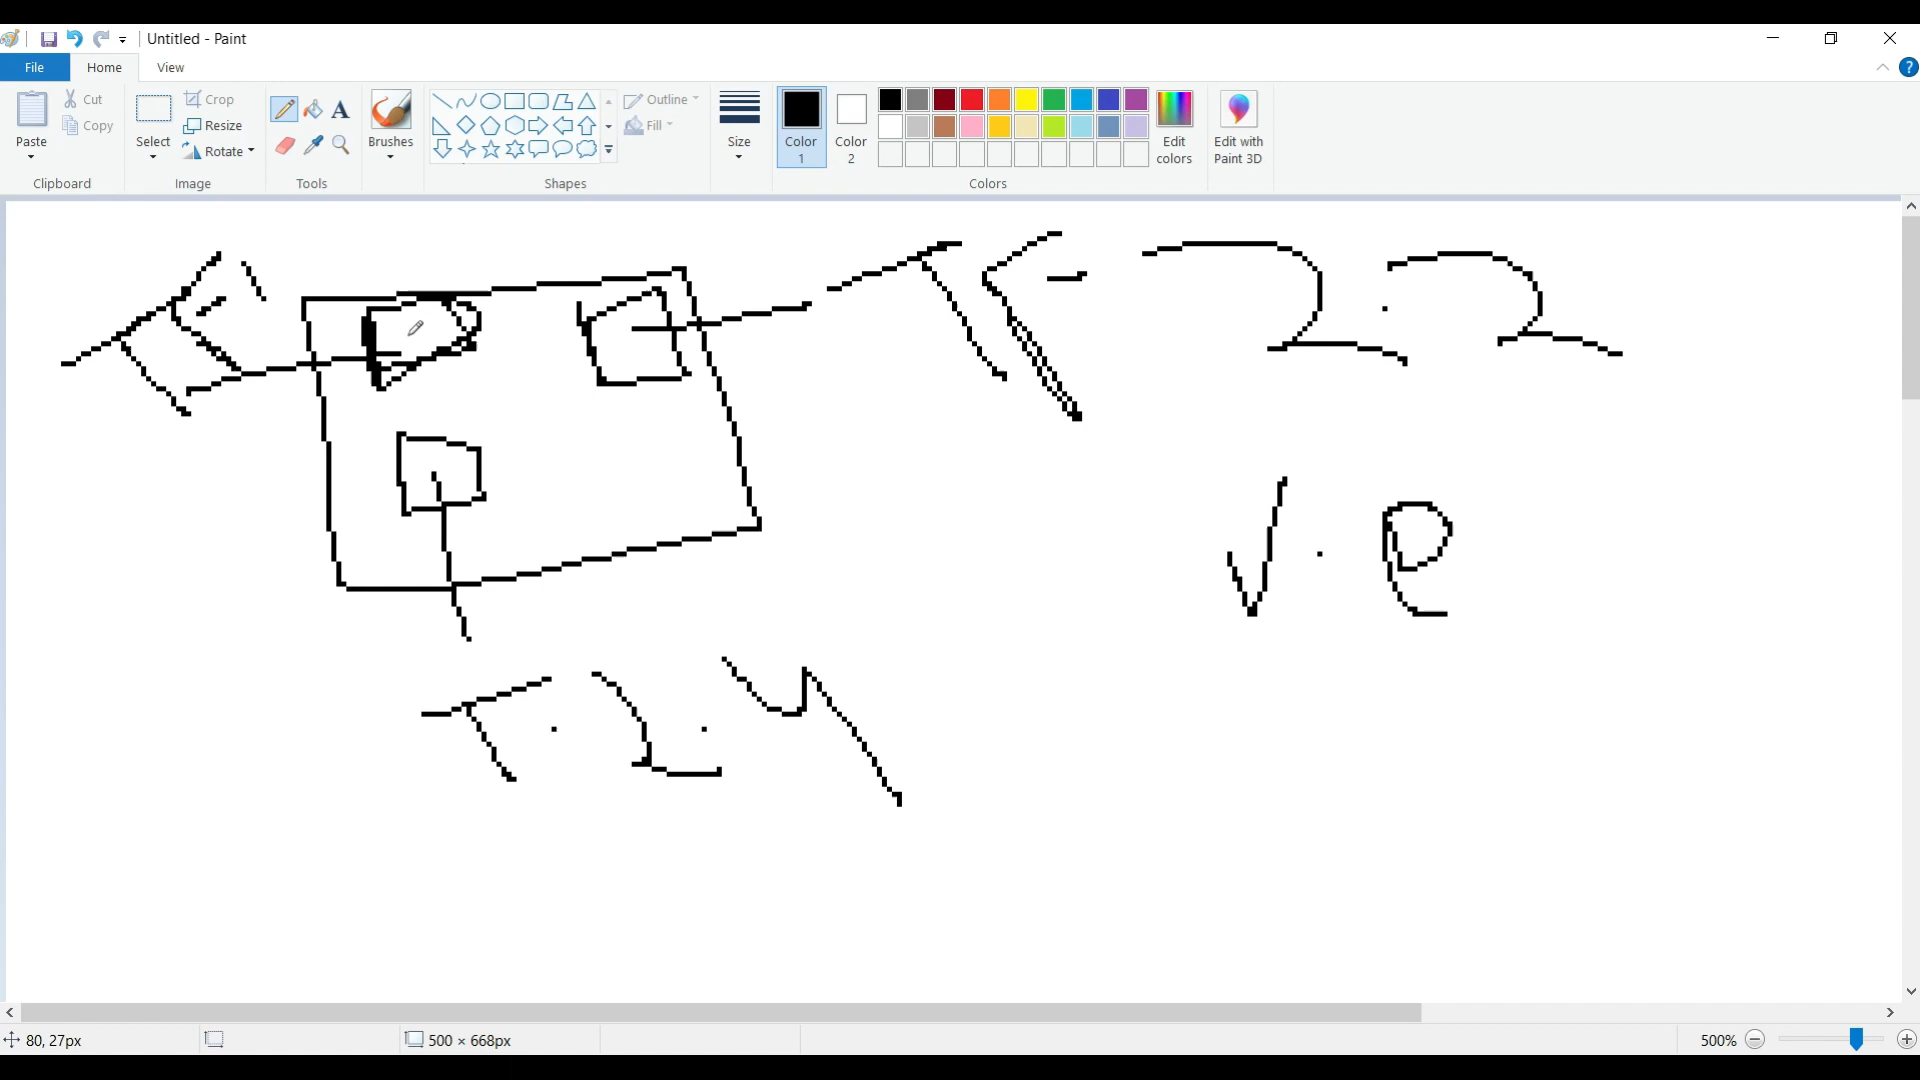 Untitled - Paint
File Home View
Paste Cut Copy Select Crop Resize Rotate Brushes Outline Fill Size Color 1 Color 2 Edit colors Edit with Paint 3D
Clipboard Image Tools Shapes Colors
TF 2.2
V.e
80, 27px 500 × 668px 500%